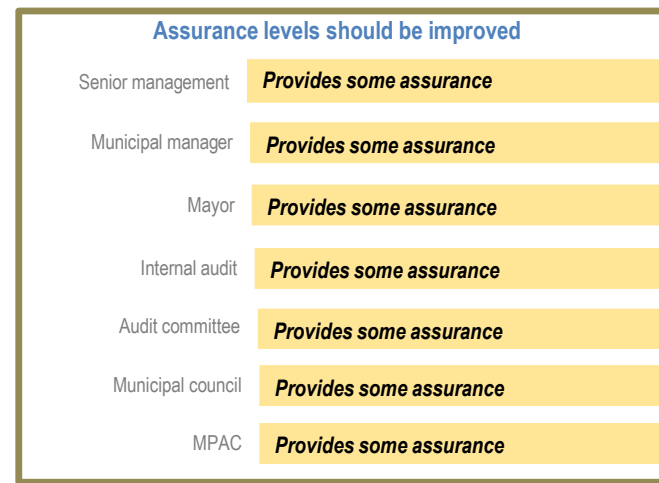 Assurance levels should be improved
Senior management Provides some assurance
Municipal manager Provides some assurance
Mayor Provides some assurance
Internal audit Provides some assurance
Audit committee Provides some assurance
Municipal council Provides some assurance
MPAC Provides some assurance